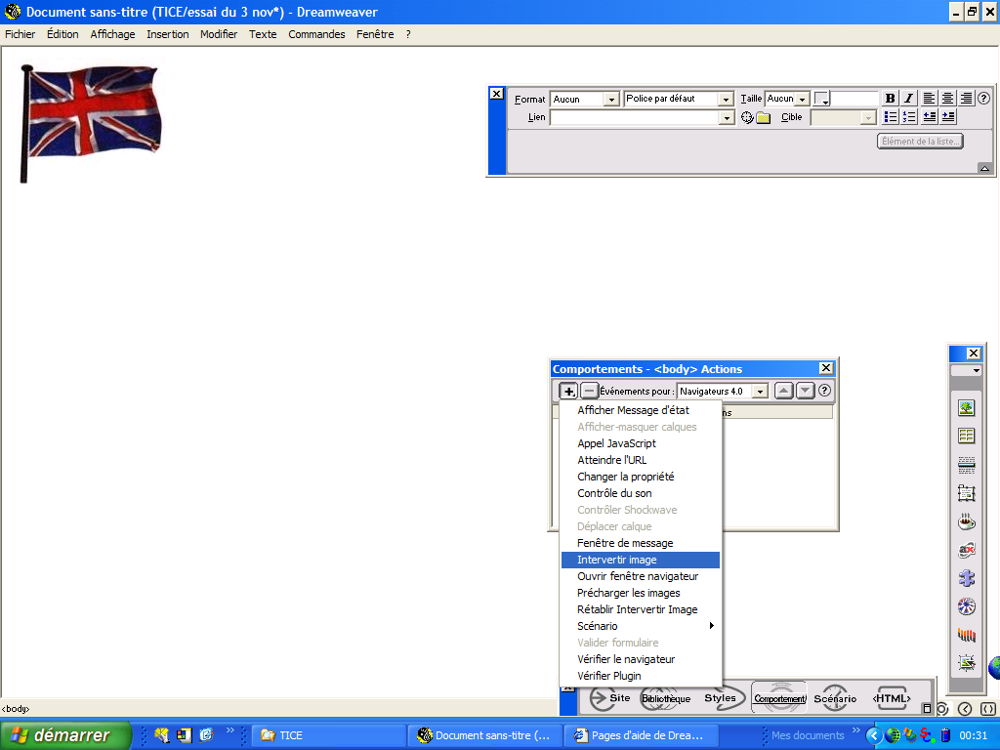 Document sans-titre (TICE/essai du 3 nov*) - Dreamweaver
Fichier Édition Affichage Insertion Modifier Texte Commandes Fenêtre ?
Format Aucun Police par défaut Taille Aucun B I ?
Lien Cible
Élément de la liste...
Comportements - <body> Actions
+ - Événements pour : Navigateurs 4.0 ?
ns
Afficher Message d'état
Afficher-masquer calques
Appel JavaScript
Atteindre l'URL
Changer la propriété
Contrôle du son
Contrôler Shockwave
Déplacer calque
Fenêtre de message
Intervertir image
Ouvrir fenêtre navigateur
Précharger les images
Rétablir Intervertir Image
Scénario
Valider formulaire
Vérifier le navigateur
Vérifier Plugin
Site Bibliothèque Styles Comportement Scénario <HTML>
<body>
démarrer TICE Document sans-titre (... Pages d'aide de Drea... Mes documents 00:31